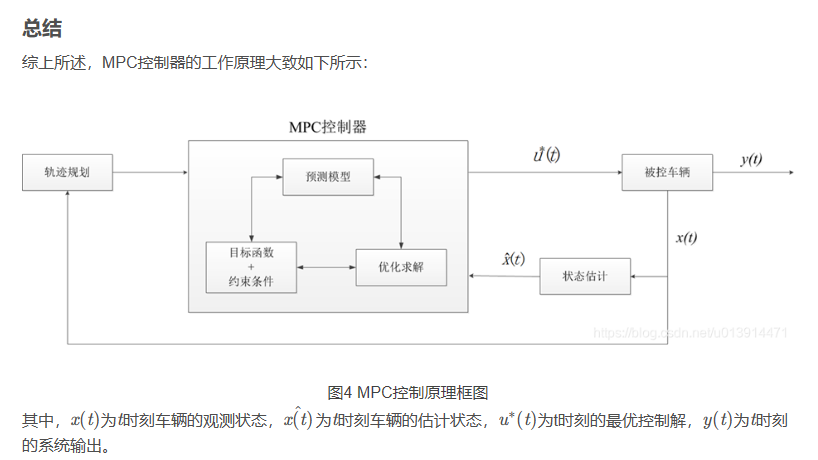 总结
综上所述，MPC控制器的工作原理大致如下所示：
MPC控制器
轨迹规划
预测模型
目标函数
+
约束条件
优化求解
u*(t)
被控车辆
y(t)
x(t)
x̂(t)
状态估计
https://blog.csdn.net/u013914471
图4 MPC控制原理框图
其中，x(t)为t时刻车辆的观测状态，x(̂t)为t时刻车辆的估计状态，u*(t)为t时刻的最优控制解，y(t)为t时刻
的系统输出。